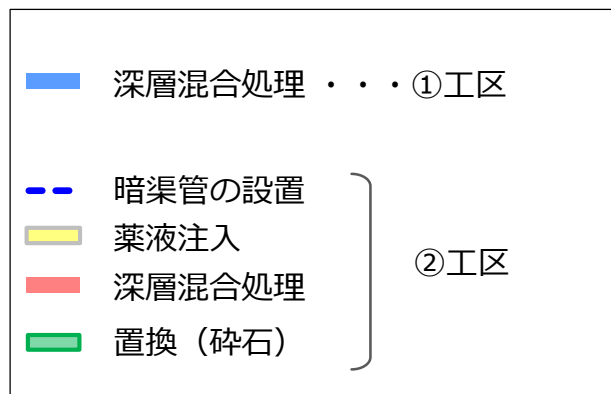 深層混合処理 ・・・①工区
暗渠管の設置
薬液注入
②工区
深層混合処理
置換（砕石）